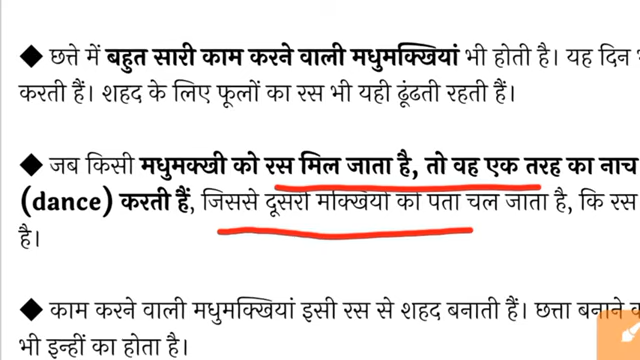 ◆ छत्ते में बहुत सारी काम करने वाली मधुमक्खियां भी होती है। यह दिन
करती हैं। शहद के लिए फूलों का रस भी यही ढूंढती रहती हैं।
◆ जब किसी मधुमक्खी को रस मिल जाता है, तो वह एक तरह का नाच
(dance) करती हैं, जिससे दूसरी मक्खियों को पता चल जाता है, कि रस
है।
◆ काम करने वाली मधुमक्खियां इसी रस से शहद बनाती हैं। छत्ता बनाने
भी इन्हीं का होता है।